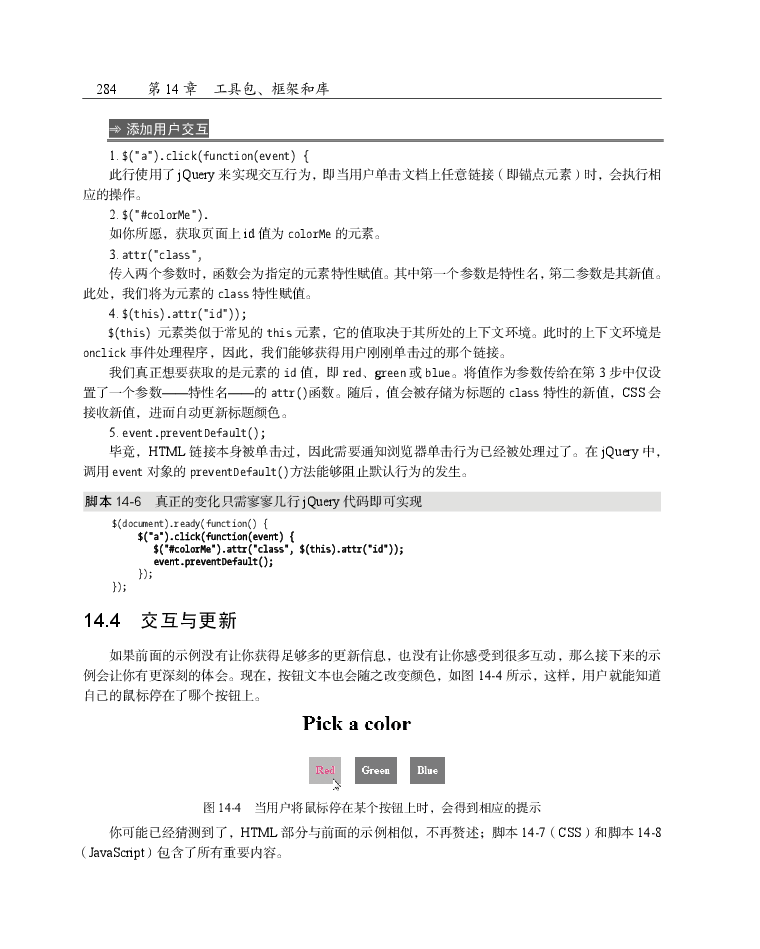 284 第 14 章 工具包、框架和库
➾ 添加用户交互
1. $("a").click(function(event) {
此行使用了 jQuery 来实现交互行为，即当用户单击文档上任意链接（即锚点元素）时，会执行相
应的操作。
2. $("#colorMe").
如你所愿，获取页面上 id 值为 colorMe 的元素。
3. attr("class",
传入两个参数时，函数会为指定的元素特性赋值。其中第一个参数是特性名，第二参数是其新值。
此处，我们将为元素的 class 特性赋值。
4. $(this).attr("id"));
$(this) 元素类似于常见的 this 元素，它的值取决于其所处的上下文环境。此时的上下文环境是
onclick 事件处理程序，因此，我们能够获得用户刚刚单击过的那个链接。
我们真正想要获取的是元素的 id 值，即 red、green 或 blue。将值作为参数传给在第 3 步中仅设
置了一个参数——特性名——的 attr()函数。随后，值会被存储为标题的 class 特性的新值，CSS 会
接收新值，进而自动更新标题颜色。
5. event.preventDefault();
毕竟，HTML 链接本身被单击过，因此需要通知浏览器单击行为已经被处理过了。在 jQuery 中，
调用 event 对象的 preventDefault()方法能够阻止默认行为的发生。
脚本 14-6 真正的变化只需寥寥几行 jQuery 代码即可实现
$(document).ready(function() {
$("a").click(function(event) {
$("#colorMe").attr("class", $(this).attr("id"));
event.preventDefault();
});
});
14.4 交互与更新
如果前面的示例没有让你获得足够多的更新信息，也没有让你感受到很多互动，那么接下来的示
例会让你有更深刻的体会。现在，按钮文本也会随之改变颜色，如图 14-4 所示，这样，用户就能知道
自己的鼠标停在了哪个按钮上。
Pick a color
Red Green Blue
图 14-4 当用户将鼠标停在某个按钮上时，会得到相应的提示
你可能已经猜测到了，HTML 部分与前面的示例相似，不再赘述；脚本 14-7（CSS）和脚本 14-8
（JavaScript）包含了所有重要内容。